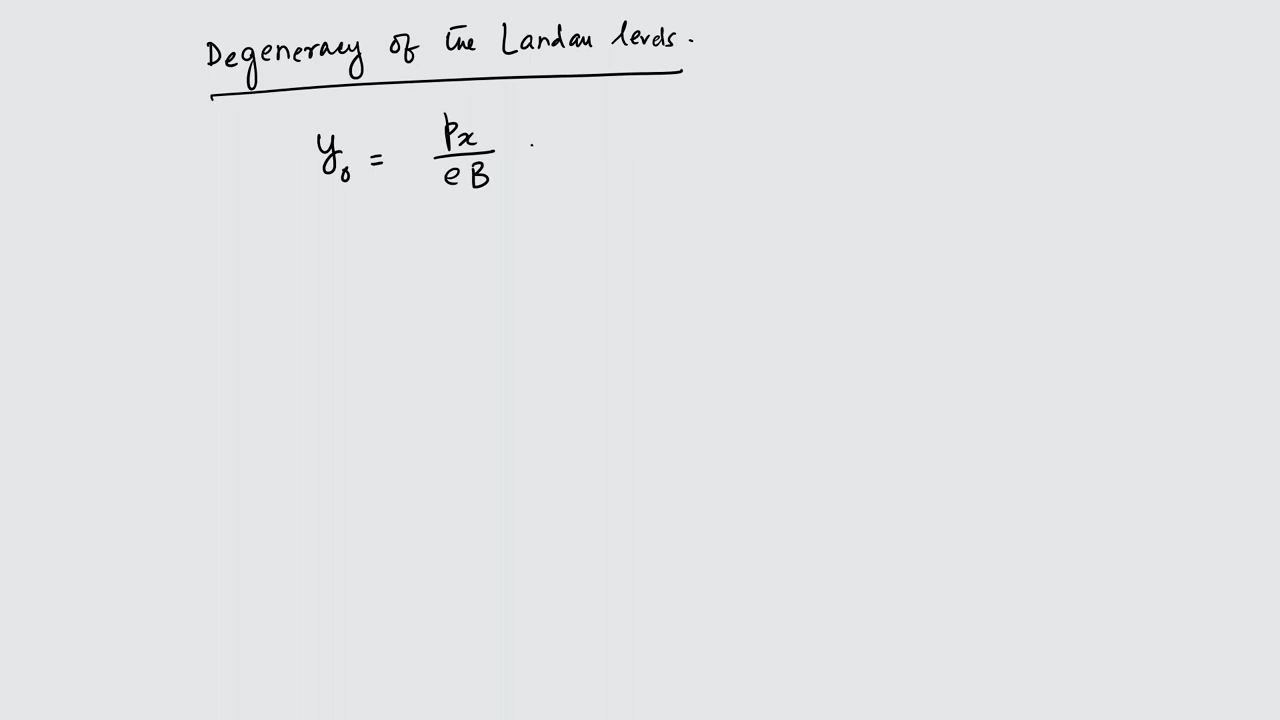 Degeneracy of the Landau levels.
y₀ = pₓ / eB